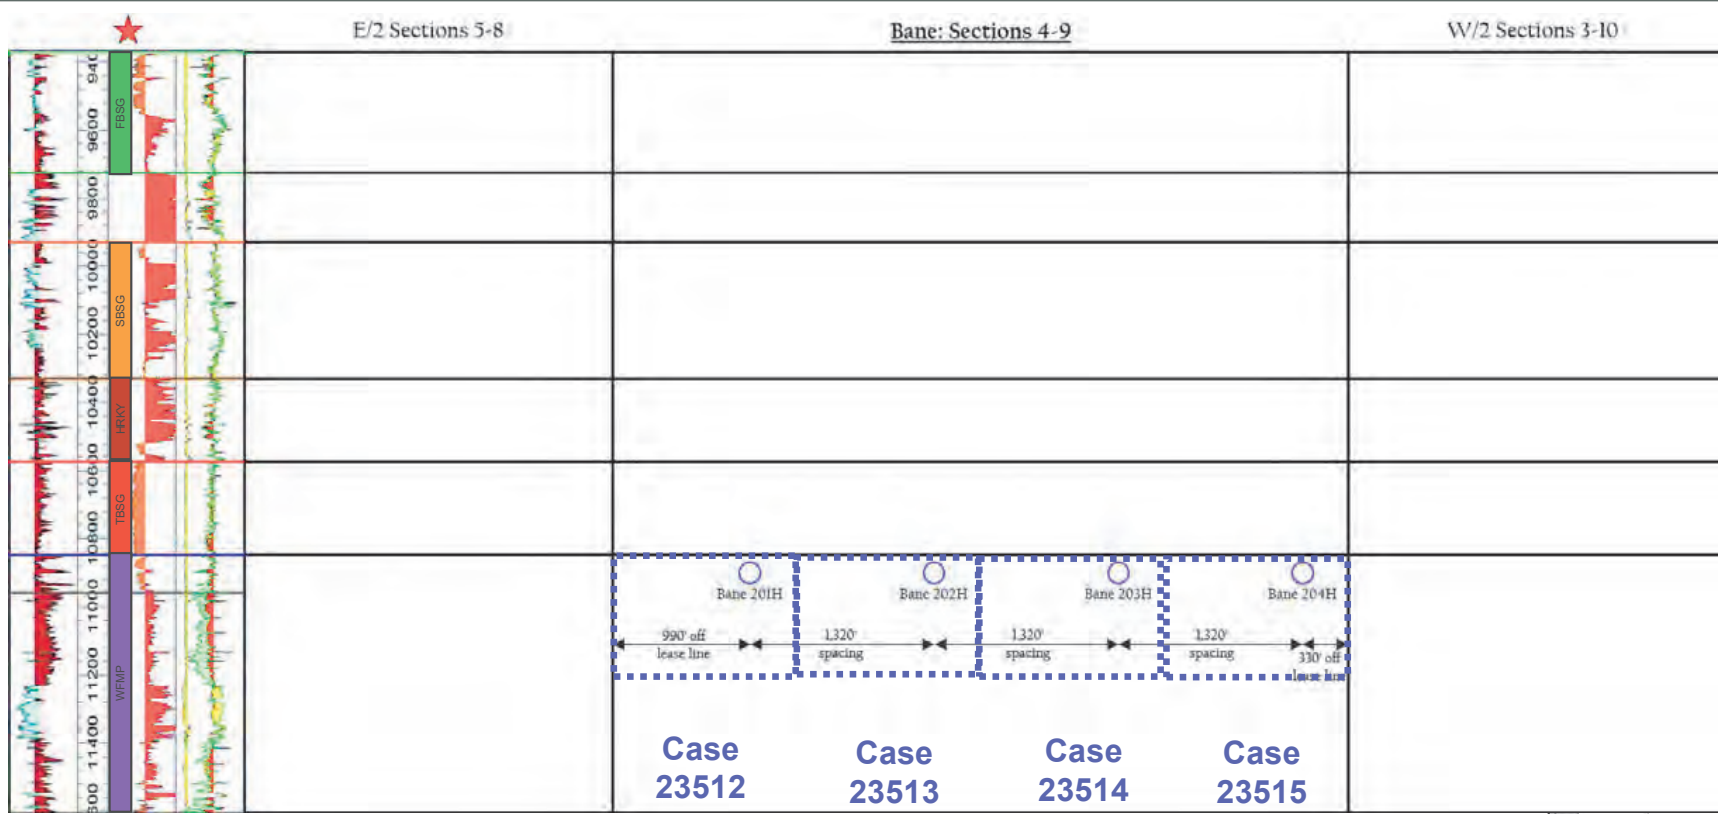 E/2 Sections 5-8
Bane: Sections 4-9
W/2 Sections 3-10
940
9600
9800
10000
10200
10400
10600
10800
11000
11200
11400
600
FBSG
SBSG
HRKY
TBSG
WFMP
Bane 201H
Bane 202H
Bane 203H
Bane 204H
990' off
lease line
1,320'
spacing
1,320'
spacing
1,320'
spacing
330' off
lease line
Case
23512
Case
23513
Case
23514
Case
23515